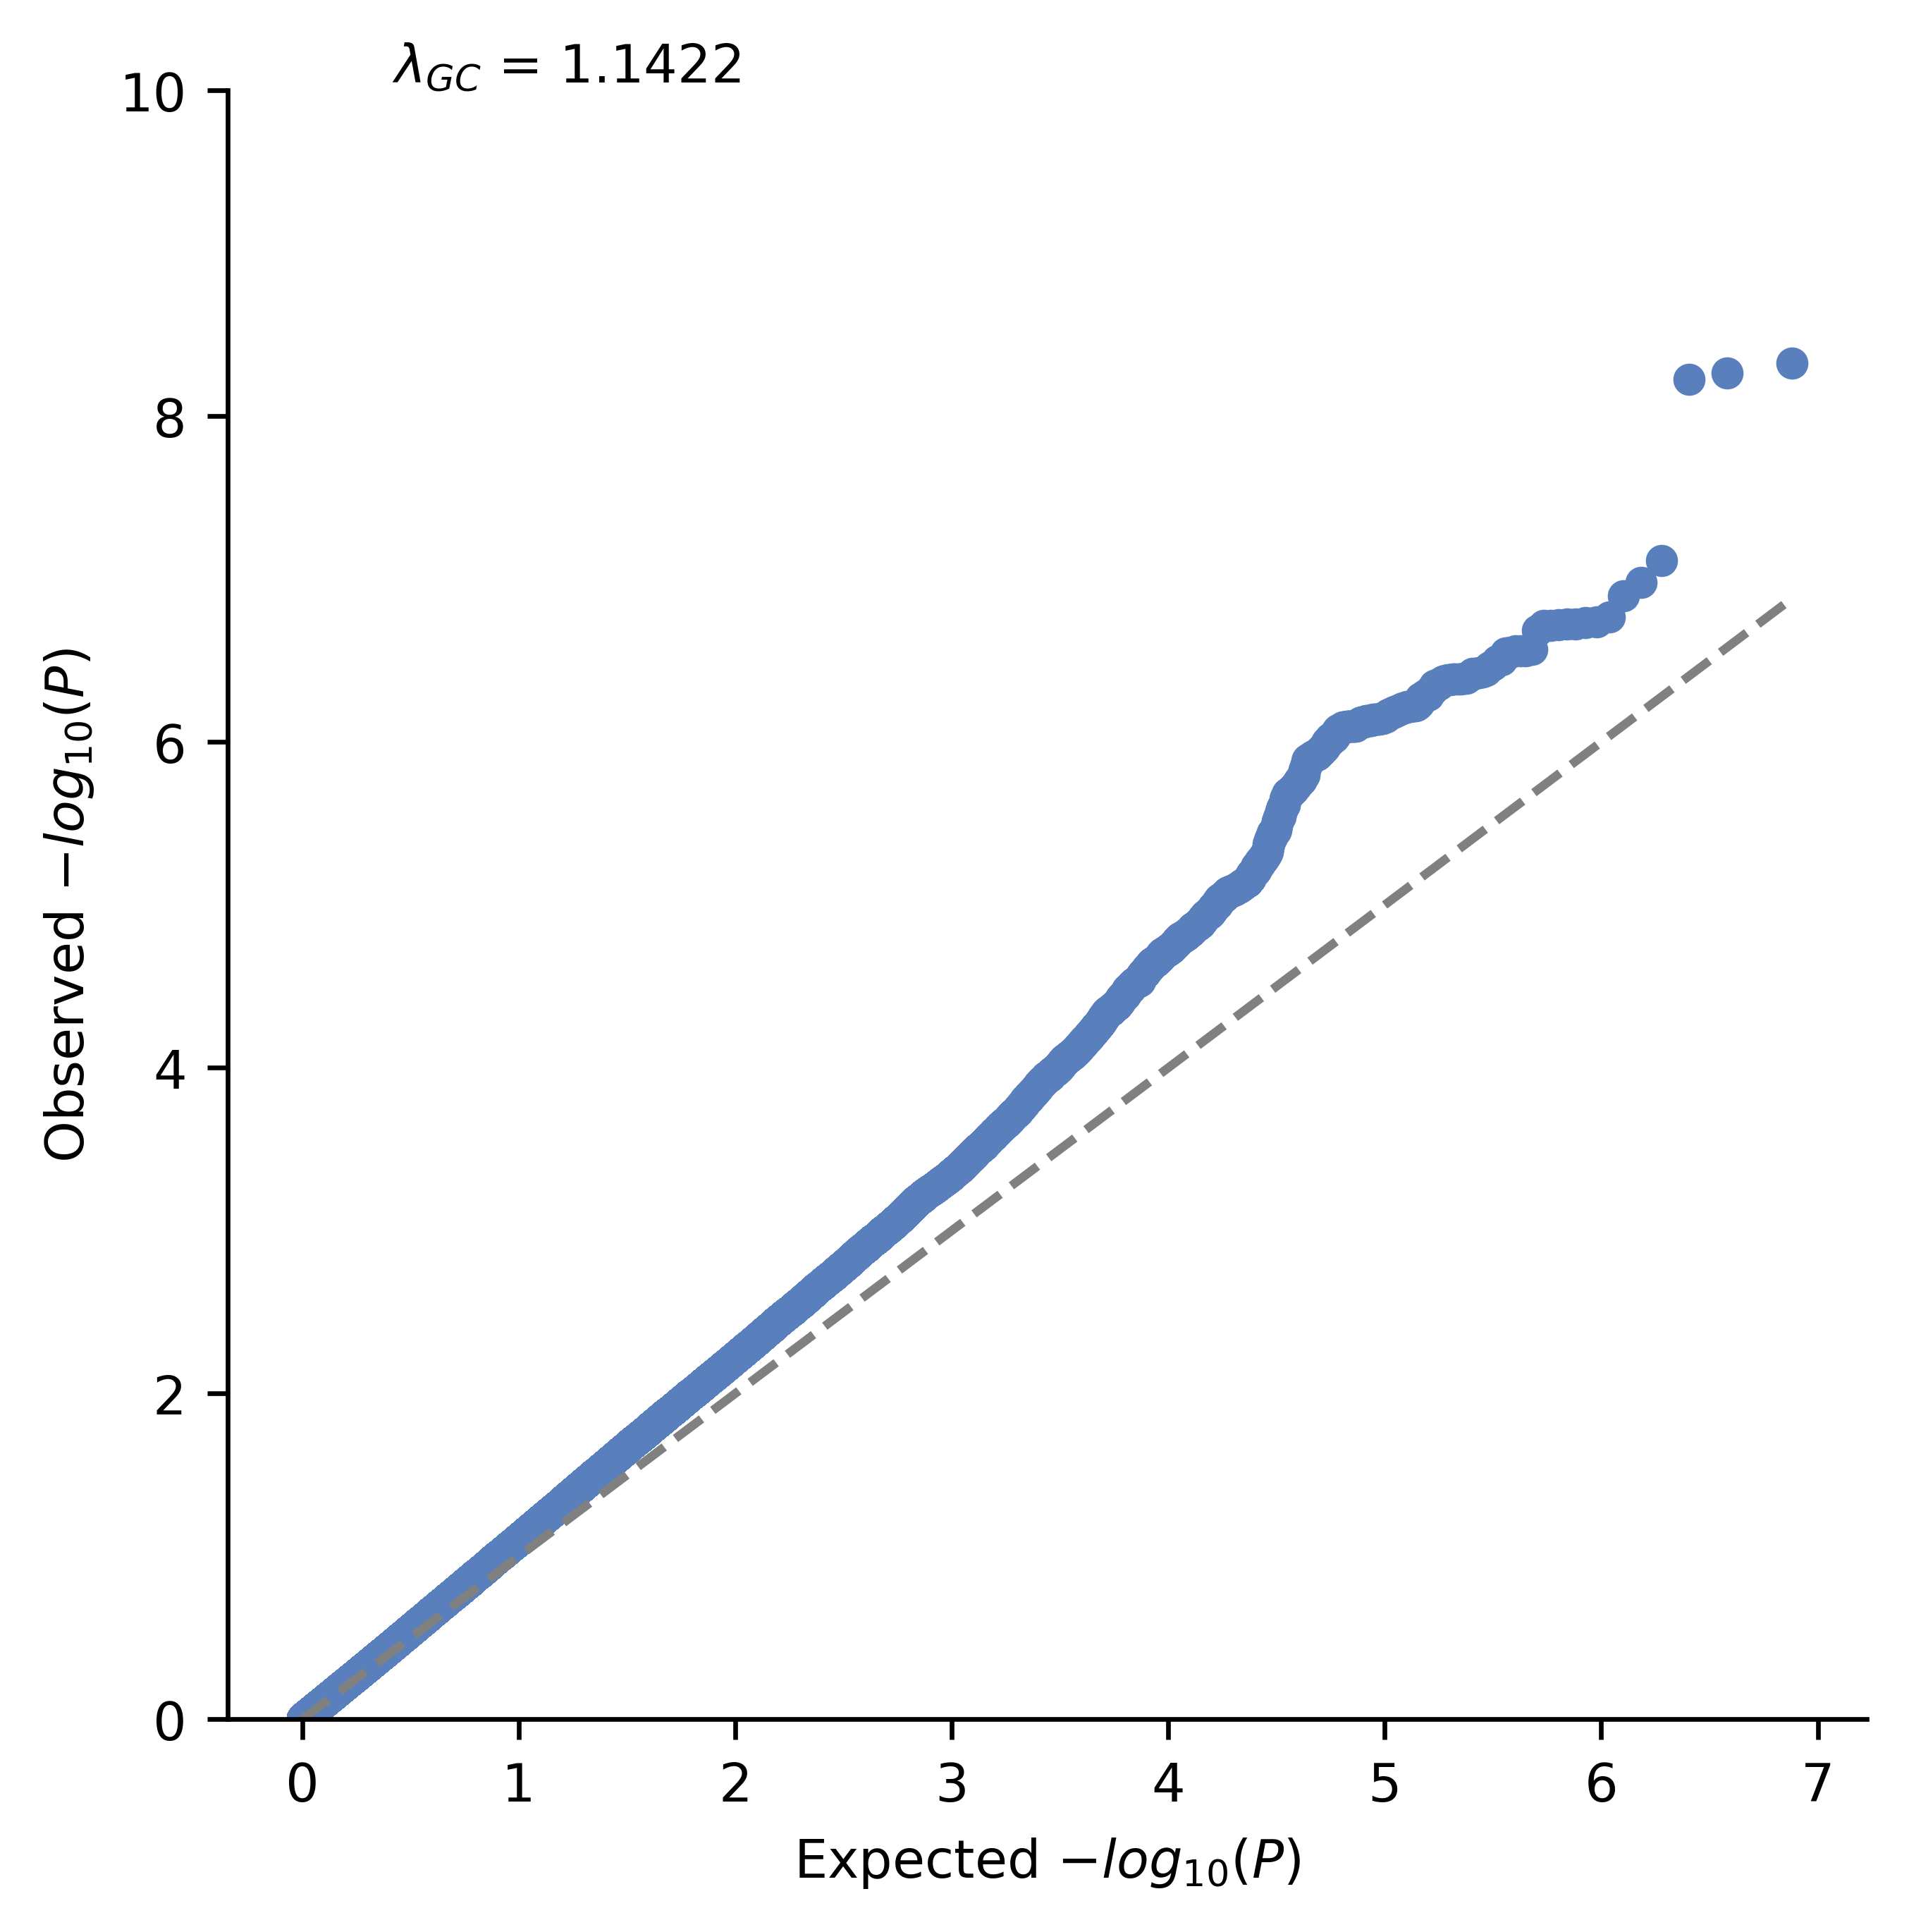 λGC = 1.1422
10
8
6
4
2
0
Observed −log10(P)
0 1 2 3 4 5 6 7
Expected −log10(P)